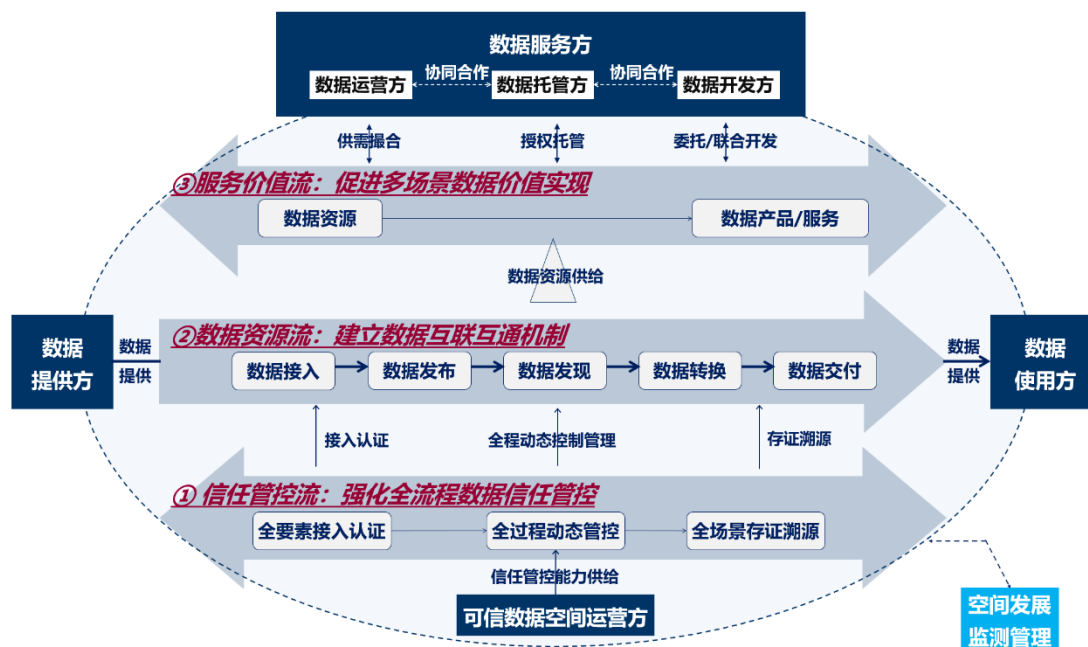 数据服务方
数据运营方
协同合作
数据托管方
协同合作
数据开发方
供需撮合
授权托管
委托/联合开发
③服务价值流：促进多场景数据价值实现
数据资源
数据产品/服务
数据资源供给
数据
提供方
数据
提供
②数据资源流：建立数据互联互通机制
数据接入
数据发布
数据发现
数据转换
数据交付
数据
提供
数据
使用方
接入认证
全程动态控制管理
存证溯源
① 信任管控流：强化全流程数据信任管控
全要素接入认证
全过程动态管控
全场景存证溯源
信任管控能力供给
可信数据空间运营方
空间发展
监测管理